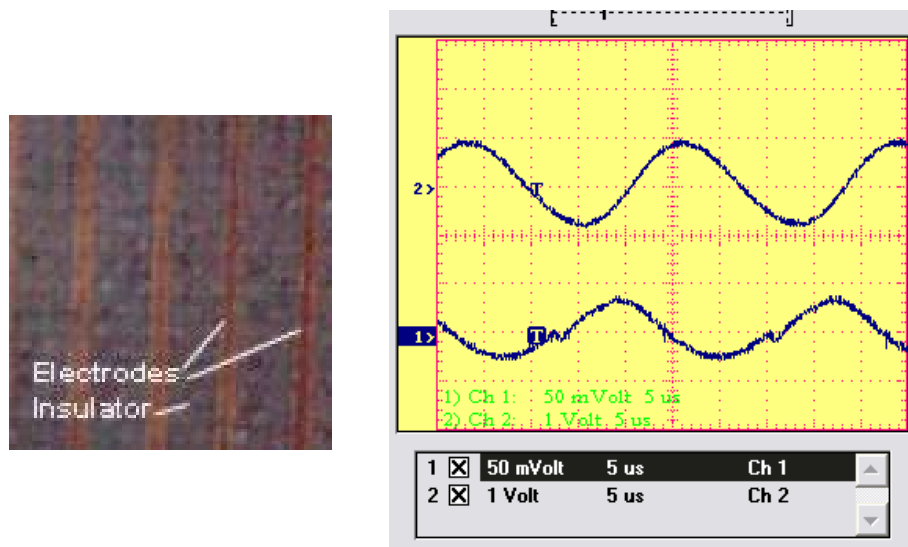 Electrodes
Insulator
2>
T
1>
T
1) Ch 1: 50 mVolt 5 us
2) Ch 2: 1 Volt 5 us
1 50 mVolt 5 us Ch 1
2 1 Volt 5 us Ch 2